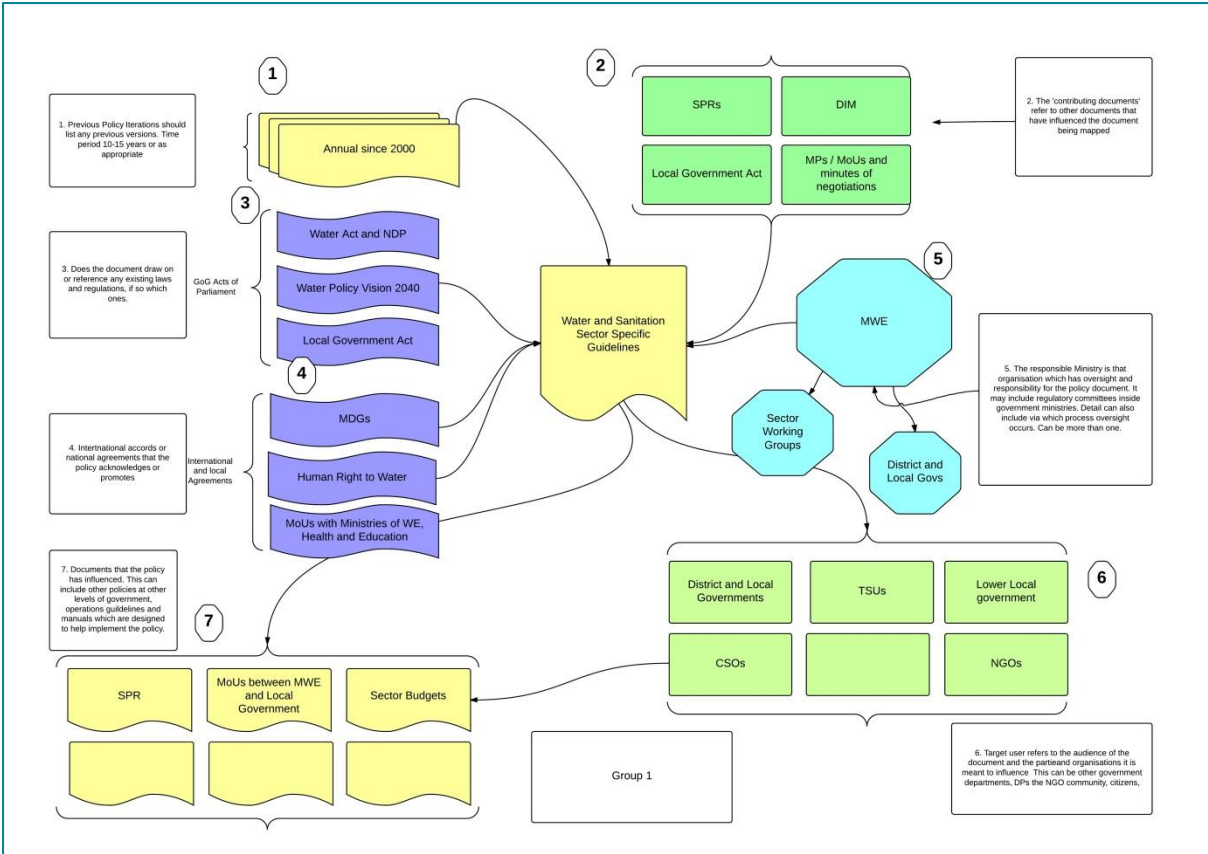 1
1. Previous Policy Iterations should
list any previous versions. Time
period 10-15 years or as
appropriate
Annual since 2000
2
SPRs
DIM
Local Government Act
MPs / MoUs and
minutes of
negotiations
2. The 'contributing documents'
refer to other documents that
have influenced the document
being mapped
3
3. Does the document draw on
or reference any existing laws
and regulations, if so which
ones.
GoG Acts of
Parliament
Water Act and NDP
Water Policy Vision 2040
Local Government Act
Water and Sanitation
Sector Specific
Guidelines
5
MWE
Sector
Working
Groups
District and
Local Govs
5. The responsible Ministry is that
organisation which has oversight and
responsibility for the policy document. It
may include regulatory committees inside
government ministries. Detail can also
include via which process oversight
occurs. Can be more than one.
4
4. Intertnational accords or
national agreements that the
policy acknowledges or
promotes
International
and local
Agreements
MDGs
Human Right to Water
MoUs with Ministries of WE,
Health and Education
7. Documents that the policy
has influenced. This can
include other policies at other
levels of government,
operations guildelines and
manuals which are designed
to help implement the policy.
7
SPR
MoUs between MWE
and Local
Government
Sector Budgets
6
District and Local
Governments
TSUs
Lower Local
government
CSOs
NGOs
Group 1
6. Target user refers to the audience of the
document and the partieand organisations it is
meant to influence This can be other government
departments, DPs the NGO community, citizens,